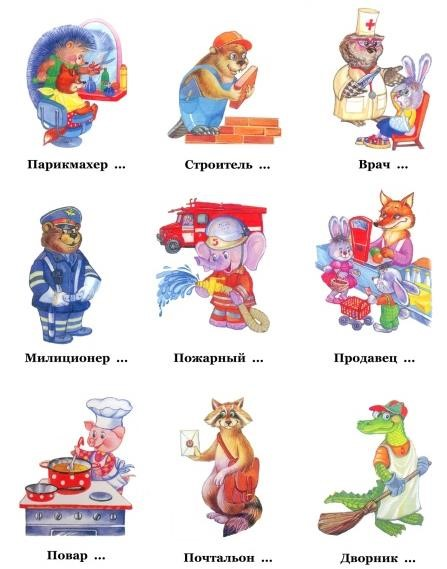 Парикмахер ...
Строитель ...
Врач ...
Милиционер ...
Пожарный ...
Продавец ...
Повар ...
Почтальон ...
Дворник ...